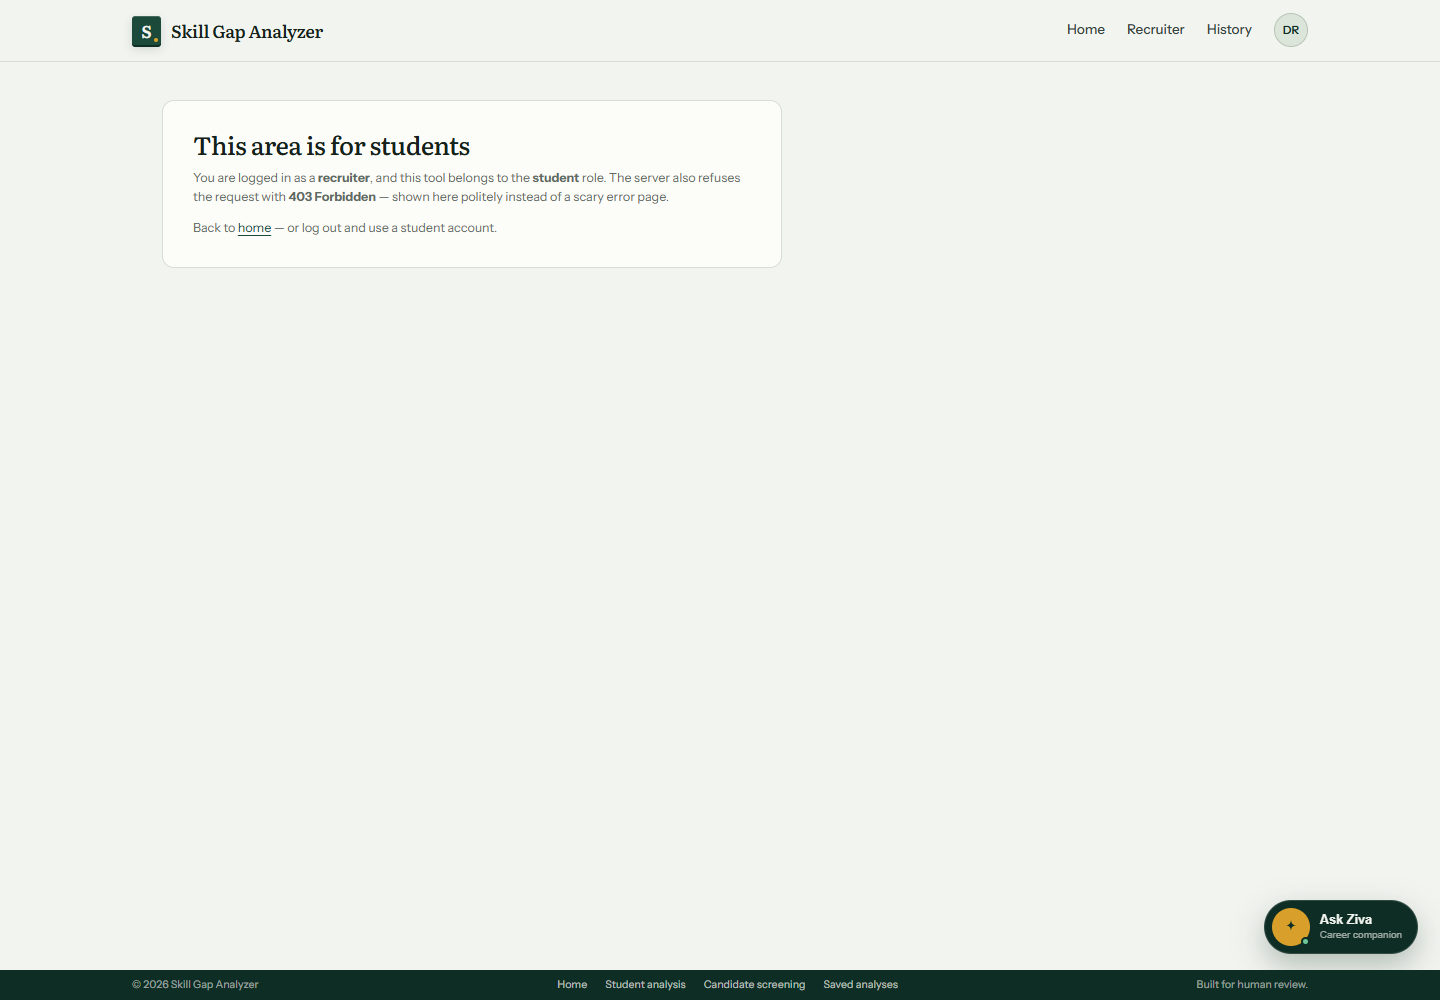 S.
Skill Gap Analyzer
Home
Recruiter
History
DR
This area is for students
You are logged in as a recruiter, and this tool belongs to the student role. The server also refuses
the request with 403 Forbidden — shown here politely instead of a scary error page.
Back to home — or log out and use a student account.
Ask Ziva
Career companion
© 2026 Skill Gap Analyzer
Home
Student analysis
Candidate screening
Saved analyses
Built for human review.